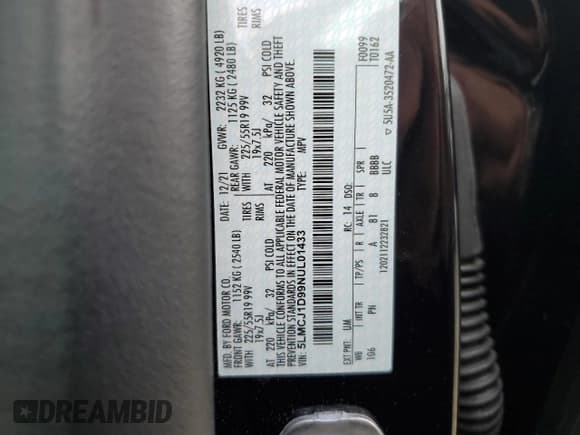 MFD. BY FORD MOTOR CO.
DATE: 12/21 GVWR: 2232 KG ( 4920 LB)
FRONT GAWR: 1152 KG ( 2540 LB) REAR GAWR: 1125 KG ( 2480 LB)
WITH 225/55R19 99V TIRES WITH 225/55R19 99V TIRES
19x7.5J RIMS 19x7.5J RIMS
AT 220 kPa/ 32 PSI COLD AT 220 kPa/ 32 PSI COLD
THIS VEHICLE CONFORMS TO ALL APPLICABLE FEDERAL MOTOR VEHICLE SAFETY AND THEFT
PREVENTION STANDARDS IN EFFECT ON THE DATE OF MANUFACTURE SHOWN ABOVE.
VIN: 5LMCJ1D99NUL01433 TYPE: MPV
F0099
T0162
EXT PNT: UM RC: 14 DSO:
WB INT TR TP/PS R AXLE TR SPR
106 PN A 81 8 BBBB
ULC
1202112232821 5U5A-3520472-AA
DREAMBID